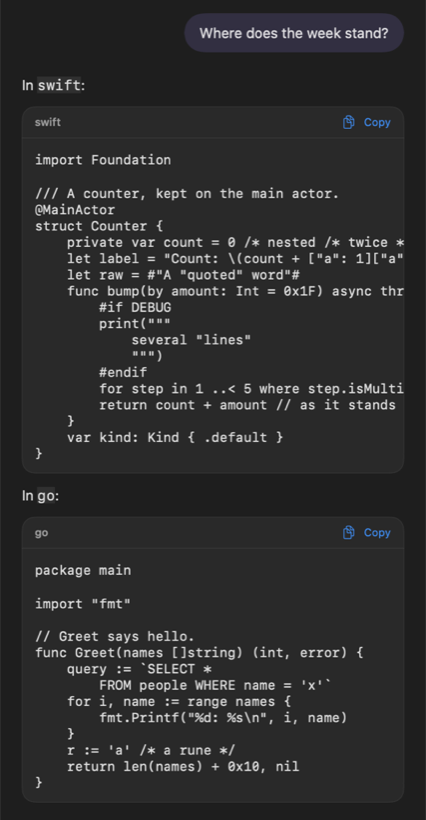 Where does the week stand?
In swift:
swift
Copy
import Foundation
/// A counter, kept on the main actor.
@MainActor
struct Counter {
private var count = 0 /* nested /* twice *
let label = "Count: \(count + ["a": 1]["a"
let raw = #"A "quoted" word"#
func bump(by amount: Int = 0x1F) async thr
#if DEBUG
print("""
several "lines"
""")
#endif
for step in 1 ..< 5 where step.isMulti
return count + amount // as it stands
}
var kind: Kind { .default }
}
In go:
go
Copy
package main
import "fmt"
// Greet says hello.
func Greet(names []string) (int, error) {
query := `SELECT *
FROM people WHERE name = 'x'`
for i, name := range names {
fmt.Printf("%d: %s\n", i, name)
}
r := 'a' /* a rune */
return len(names) + 0x10, nil
}